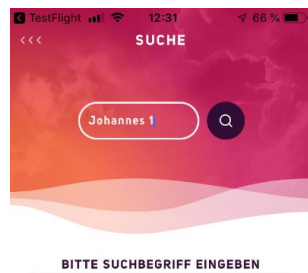 TestFlight 12:31 66 %
<<< SUCHE
Johannes 1
BITTE SUCHBEGRIFF EINGEBEN